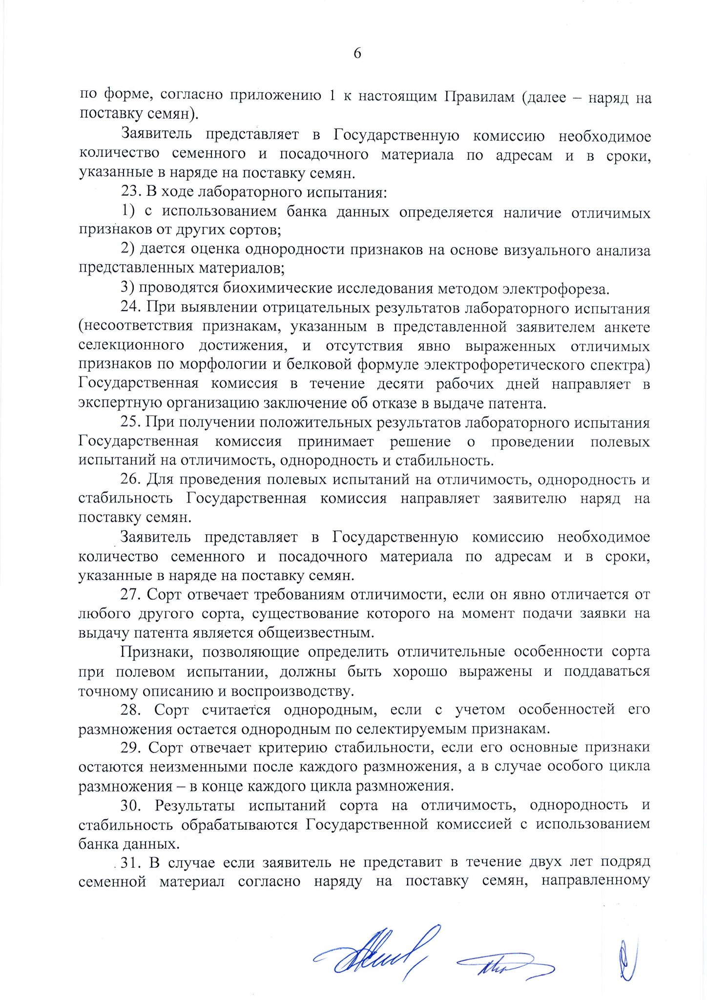 6
по форме, согласно приложению 1 к настоящим Правилам (далее – наряд на
поставку семян).
Заявитель представляет в Государственную комиссию необходимое
количество семенного и посадочного материала по адресам и в сроки,
указанные в наряде на поставку семян.
23. В ходе лабораторного испытания:
1) с использованием банка данных определяется наличие отличимых
признаков от других сортов;
2) дается оценка однородности признаков на основе визуального анализа
представленных материалов;
3) проводятся биохимические исследования методом электрофореза.
24. При выявлении отрицательных результатов лабораторного испытания
(несоответствия признакам, указанным в представленной заявителем анкете
селекционного достижения, и отсутствия явно выраженных отличимых
признаков по морфологии и белковой формуле электрофоретического спектра)
Государственная комиссия в течение десяти рабочих дней направляет в
экспертную организацию заключение об отказе в выдаче патента.
25. При получении положительных результатов лабораторного испытания
Государственная комиссия принимает решение о проведении полевых
испытаний на отличимость, однородность и стабильность.
26. Для проведения полевых испытаний на отличимость, однородность и
стабильность Государственная комиссия направляет заявителю наряд на
поставку семян.
Заявитель представляет в Государственную комиссию необходимое
количество семенного и посадочного материала по адресам и в сроки,
указанные в наряде на поставку семян.
27. Сорт отвечает требованиям отличимости, если он явно отличается от
любого другого сорта, существование которого на момент подачи заявки на
выдачу патента является общеизвестным.
Признаки, позволяющие определить отличительные особенности сорта
при полевом испытании, должны быть хорошо выражены и поддаваться
точному описанию и воспроизводству.
28. Сорт считается однородным, если с учетом особенностей его
размножения остается однородным по селектируемым признакам.
29. Сорт отвечает критерию стабильности, если его основные признаки
остаются неизменными после каждого размножения, а в случае особого цикла
размножения – в конце каждого цикла размножения.
30. Результаты испытаний сорта на отличимость, однородность и
стабильность обрабатываются Государственной комиссией с использованием
банка данных.
31. В случае если заявитель не представит в течение двух лет подряд
семенной материал согласно наряду на поставку семян, направленному